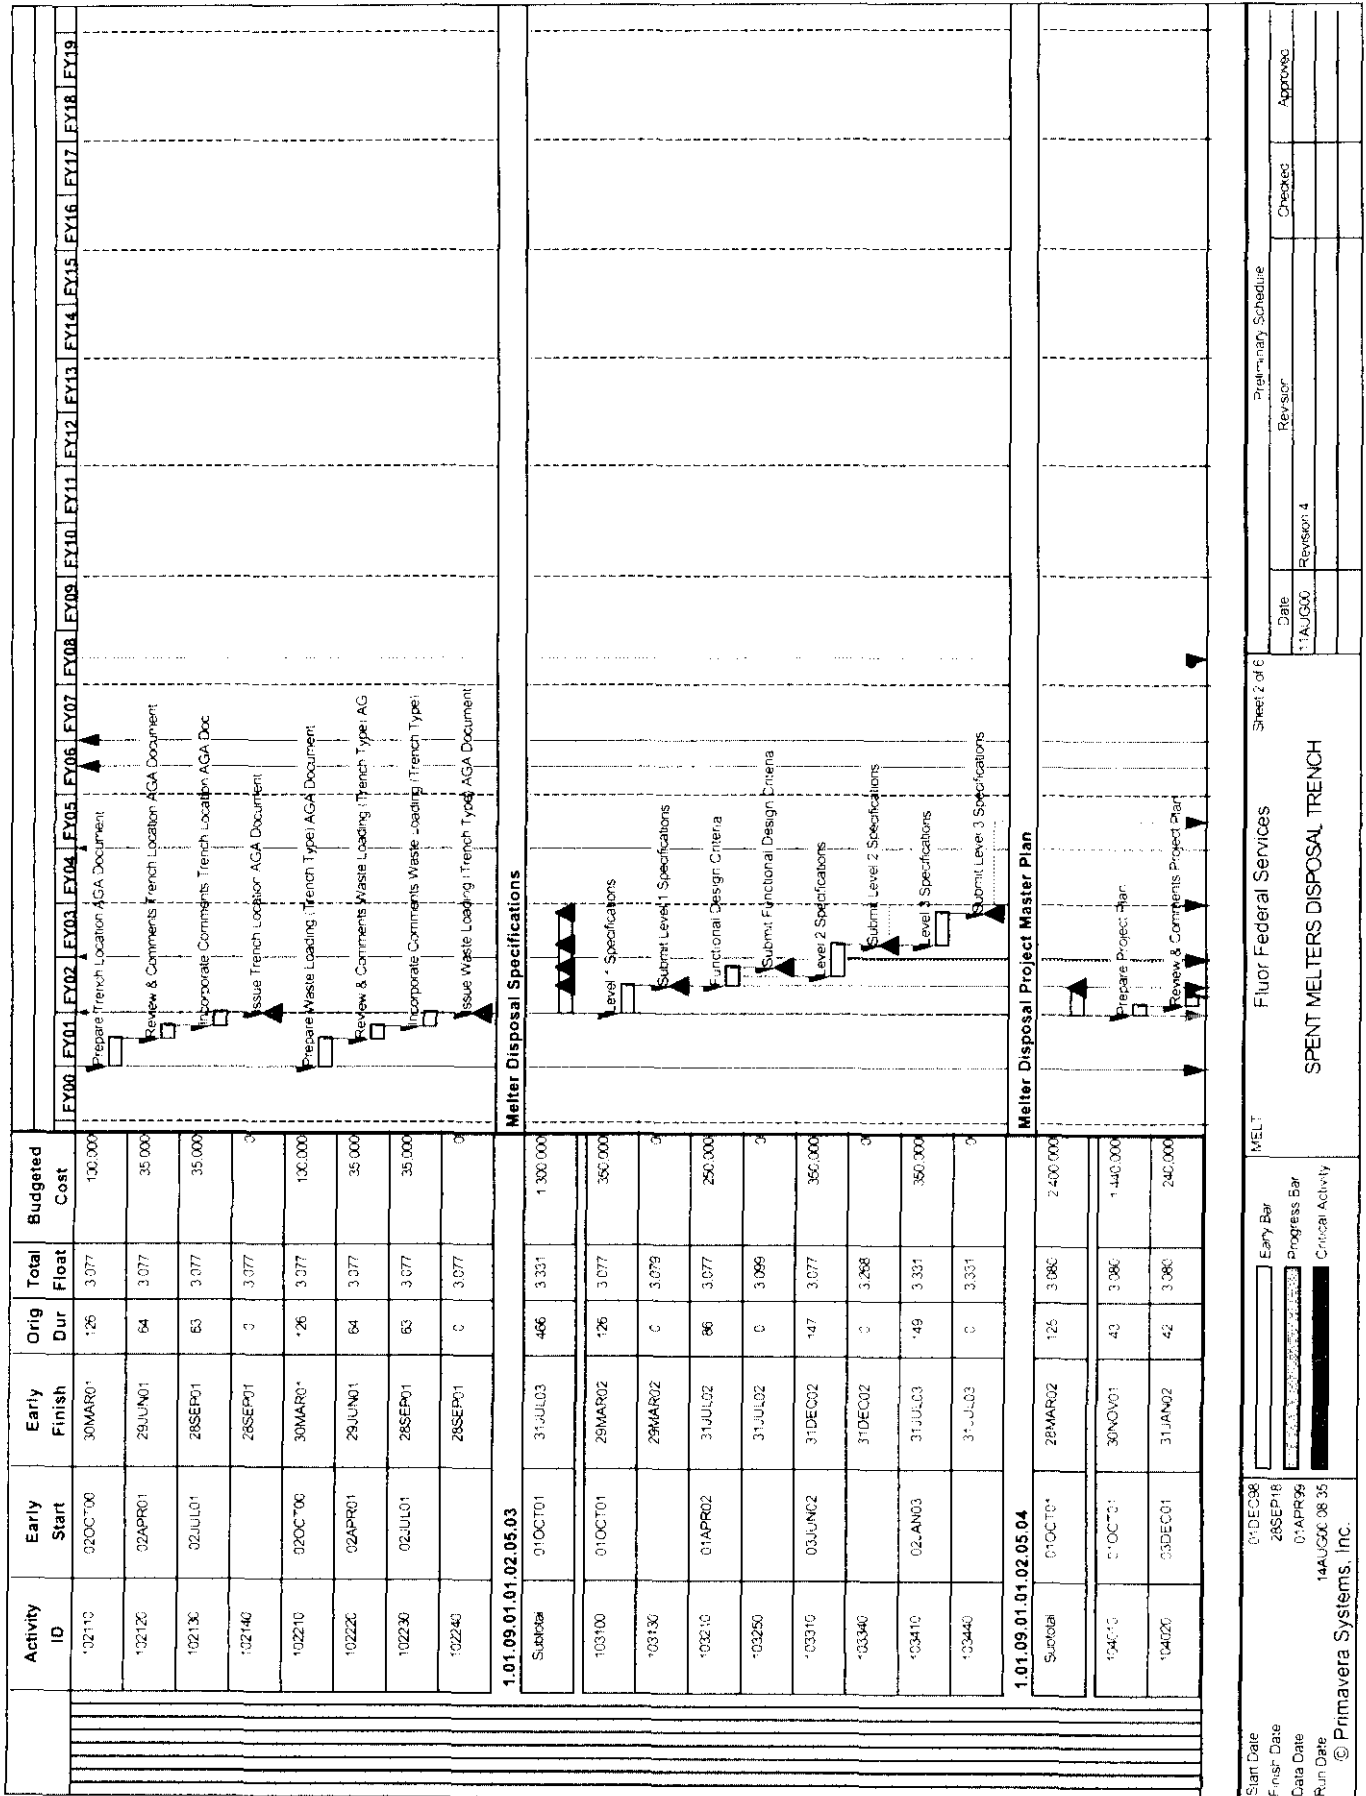 Activity ID Early Start Early Finish Orig Dur Total Float Budgeted Cost FY00 FY01 FY02 FY03 FY04 FY05 FY06 FY07 FY08 FY09 FY10 FY11 FY12 FY13 FY14 FY15 FY16 FY17 FY18 FY19
102110 02OCT00 30MAR01 126 3,077 100,000 Prepare Trench Location AGA Document
102120 02APR01 29JUN01 64 3,077 35,000 Review & Comments Trench Location AGA Document
102130 02JUL01 28SEP01 63 3,077 35,000 Incorporate Comments Trench Location AGA Doc
102140 28SEP01 0 3,077 0 Issue Trench Location AGA Document
102210 02OCT00 30MAR01 126 3,077 100,000 Prepare Waste Loading (Trench Type) AGA Document
102220 02APR01 29JUN01 64 3,077 35,000 Review & Comments Waste Loading (Trench Type) AG
102230 02JUL01 28SEP01 63 3,077 35,000 Incorporate Comments Waste Loading (Trench Type)
102240 28SEP01 0 3,077 0 Issue Waste Loading (Trench Type) AGA Document
1.01.09.01.01.02.05.03 Melter Disposal Specifications
Subtotal 01OCT01 31JUL03 466 3,331 1,300,000
103100 01OCT01 29MAR02 126 3,077 350,000 Level 1 Specifications
103130 29MAR02 0 3,079 0 Submit Level 1 Specifications
103210 01APR02 31JUL02 86 3,077 250,000 Functional Design Criteria
103250 31JUL02 0 3,099 0 Submit Functional Design Criteria
103310 03JUN02 31DEC02 147 3,077 350,000 Level 2 Specifications
103340 31DEC02 0 3,268 0 Submit Level 2 Specifications
103410 02JAN03 31JUL03 149 3,331 350,000 Level 3 Specifications
103440 31JUL03 0 3,331 0 Submit Level 3 Specifications
1.01.09.01.01.02.05.04 Melter Disposal Project Master Plan
Subtotal 01OCT01 28MAR02 125 3,080 2,400,000
104010 01OCT01 30NOV01 43 3,080 1,440,000 Prepare Project Plan
104020 03DEC01 31JAN02 42 3,080 240,000 Review & Comments Project Plan
Start Date 01DEC98
Finish Date 28SEP18
Data Date 01APR99
Run Date 14AUG00 08:35
© Primavera Systems, Inc.
Early Bar
Progress Bar
Critical Activity
MELT
Fluor Federal Services
SPENT MELTERS DISPOSAL TRENCH
Sheet 2 of 6
Preliminary Schedule
Date Revision Checked Approved
11AUG00 Revision 4